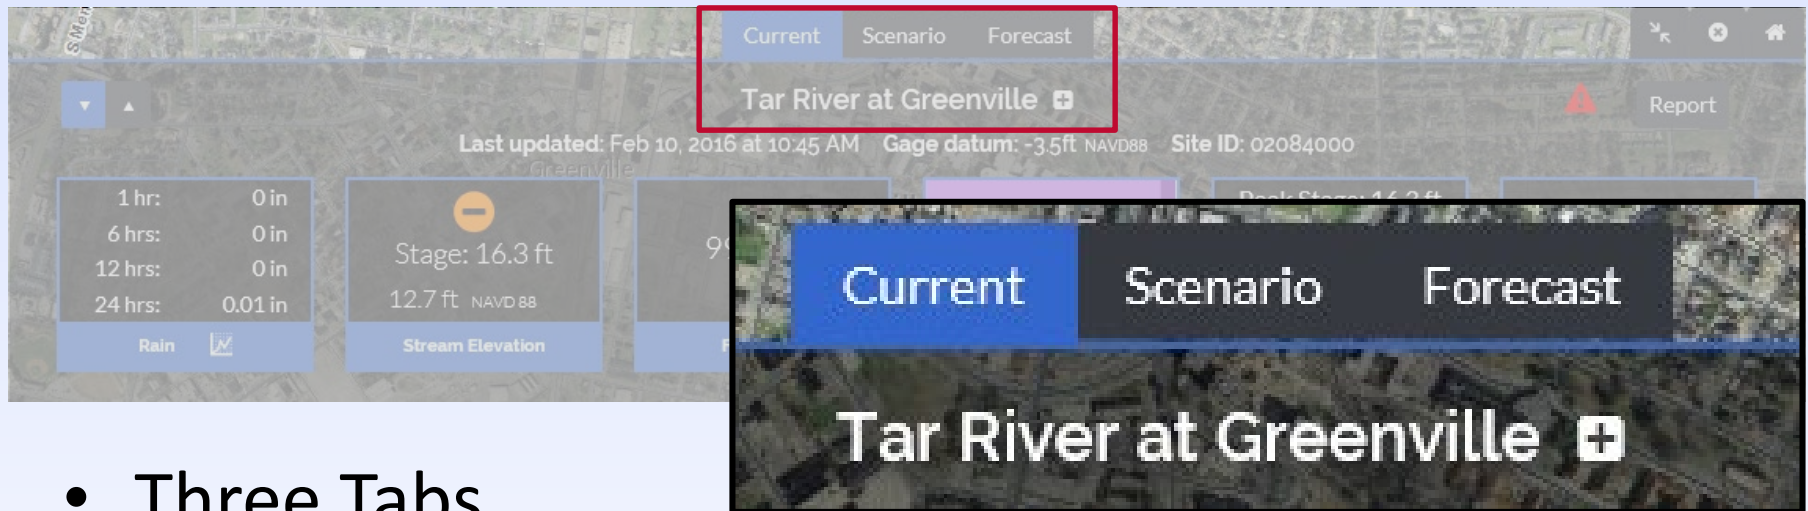 S Mem
Current Scenario Forecast
Tar River at Greenville
Report
Last updated: Feb 10, 2016 at 10:45 AM Gage datum: -3.5ft NAVD88 Site ID: 02084000
Greenville
1 hr: 0 in
6 hrs: 0 in
12 hrs: 0 in
24 hrs: 0.01 in
Rain
Stage: 16.3 ft
12.7 ft NAVD 88
Stream Elevation
Current Scenario Forecast
Tar River at Greenville
• Three Tabs